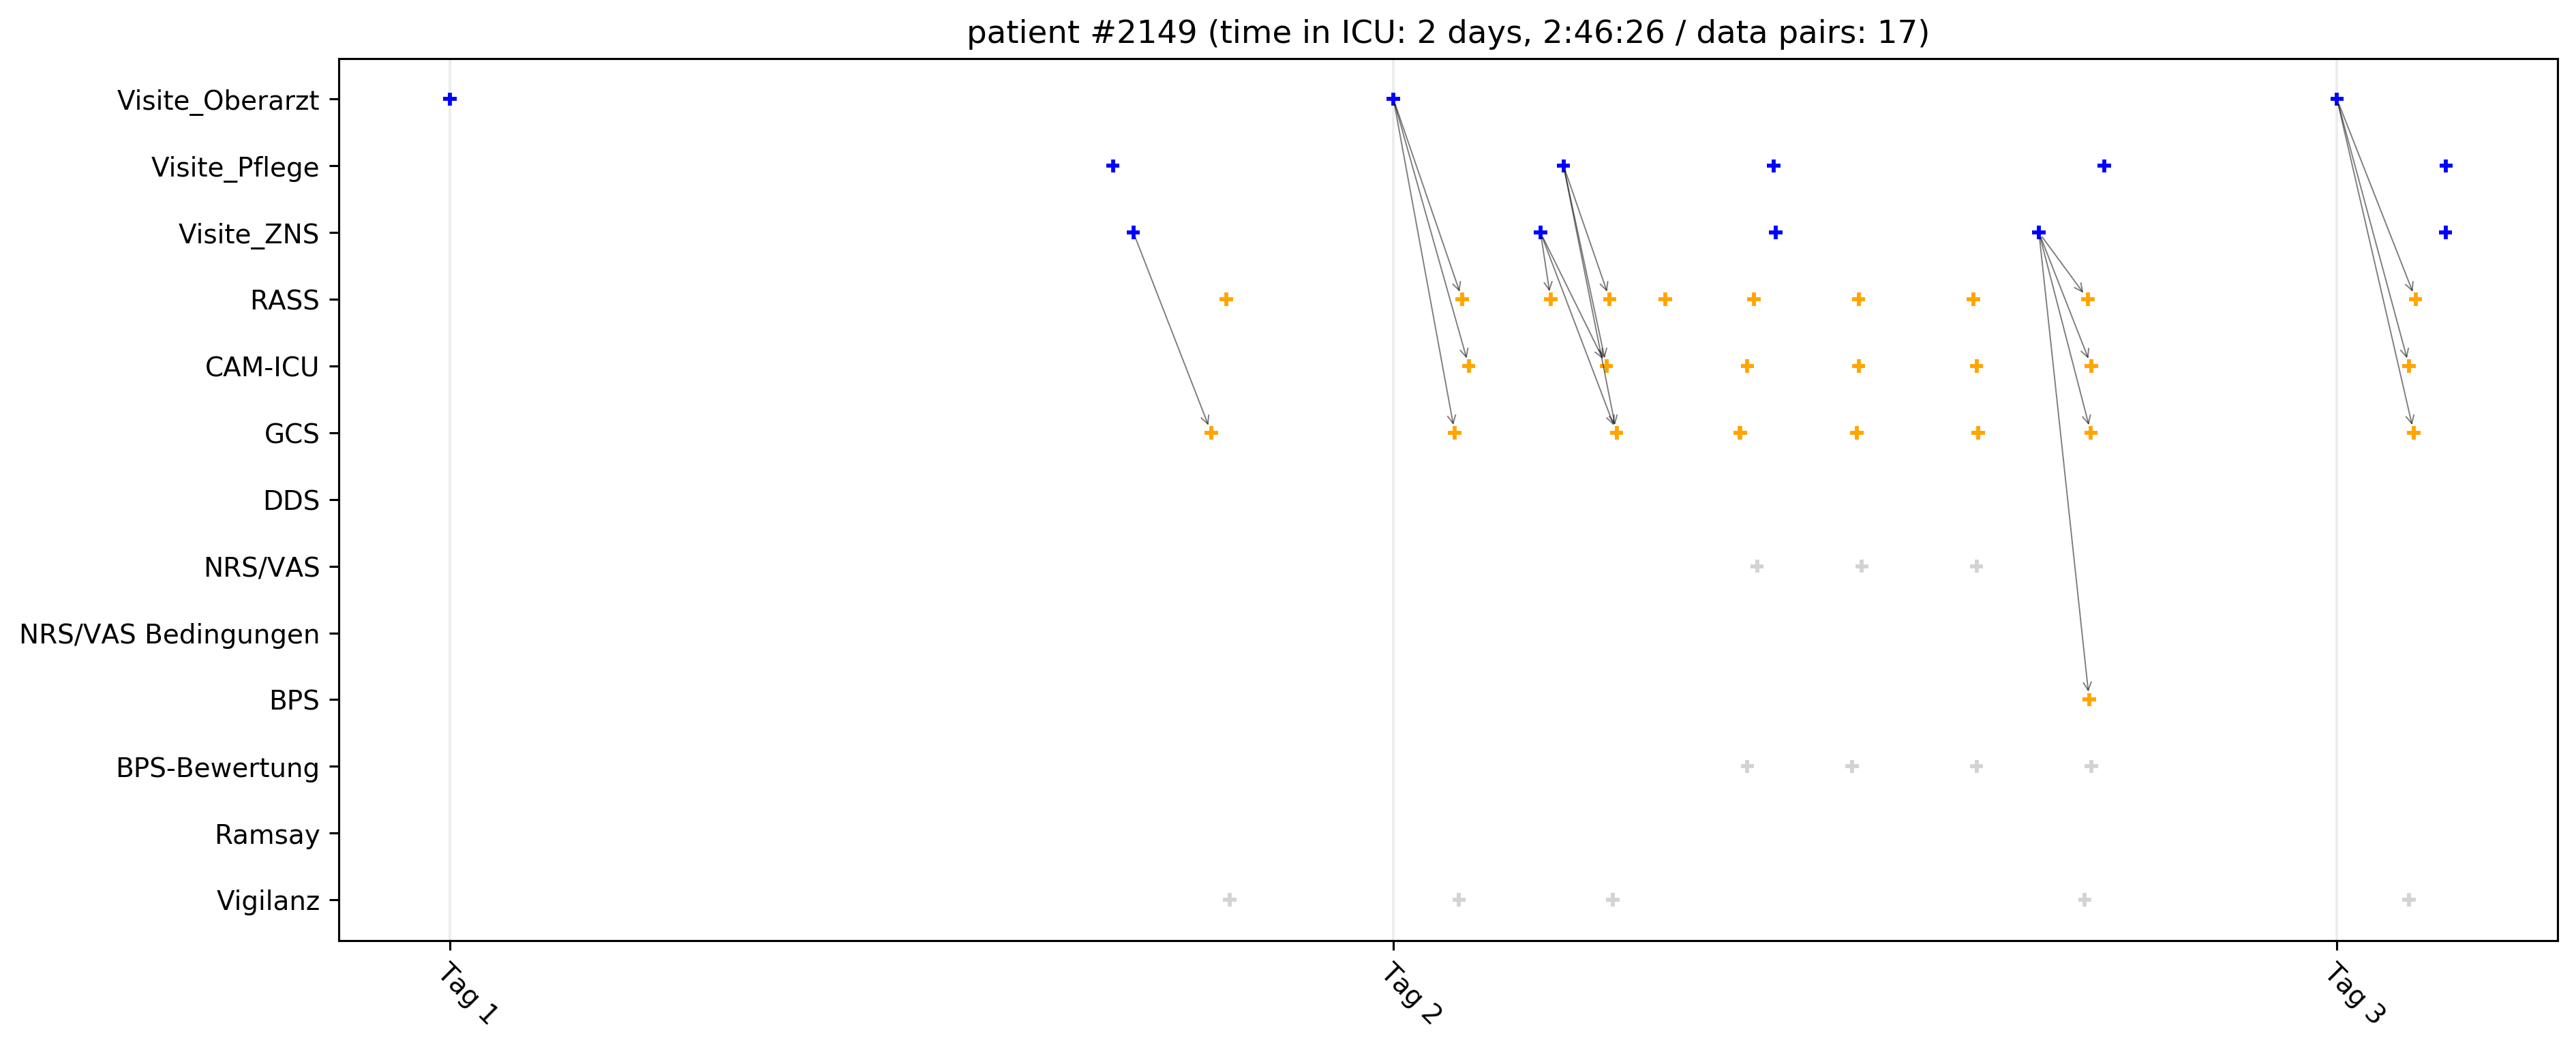 patient #2149 (time in ICU: 2 days, 2:46:26 / data pairs: 17)
Visite_Oberarzt
Visite_Pflege
Visite_ZNS
RASS
CAM-ICU
GCS
DDS
NRS/VAS
NRS/VAS Bedingungen
BPS
BPS-Bewertung
Ramsay
Vigilanz
Tag 1
Tag 2
Tag 3